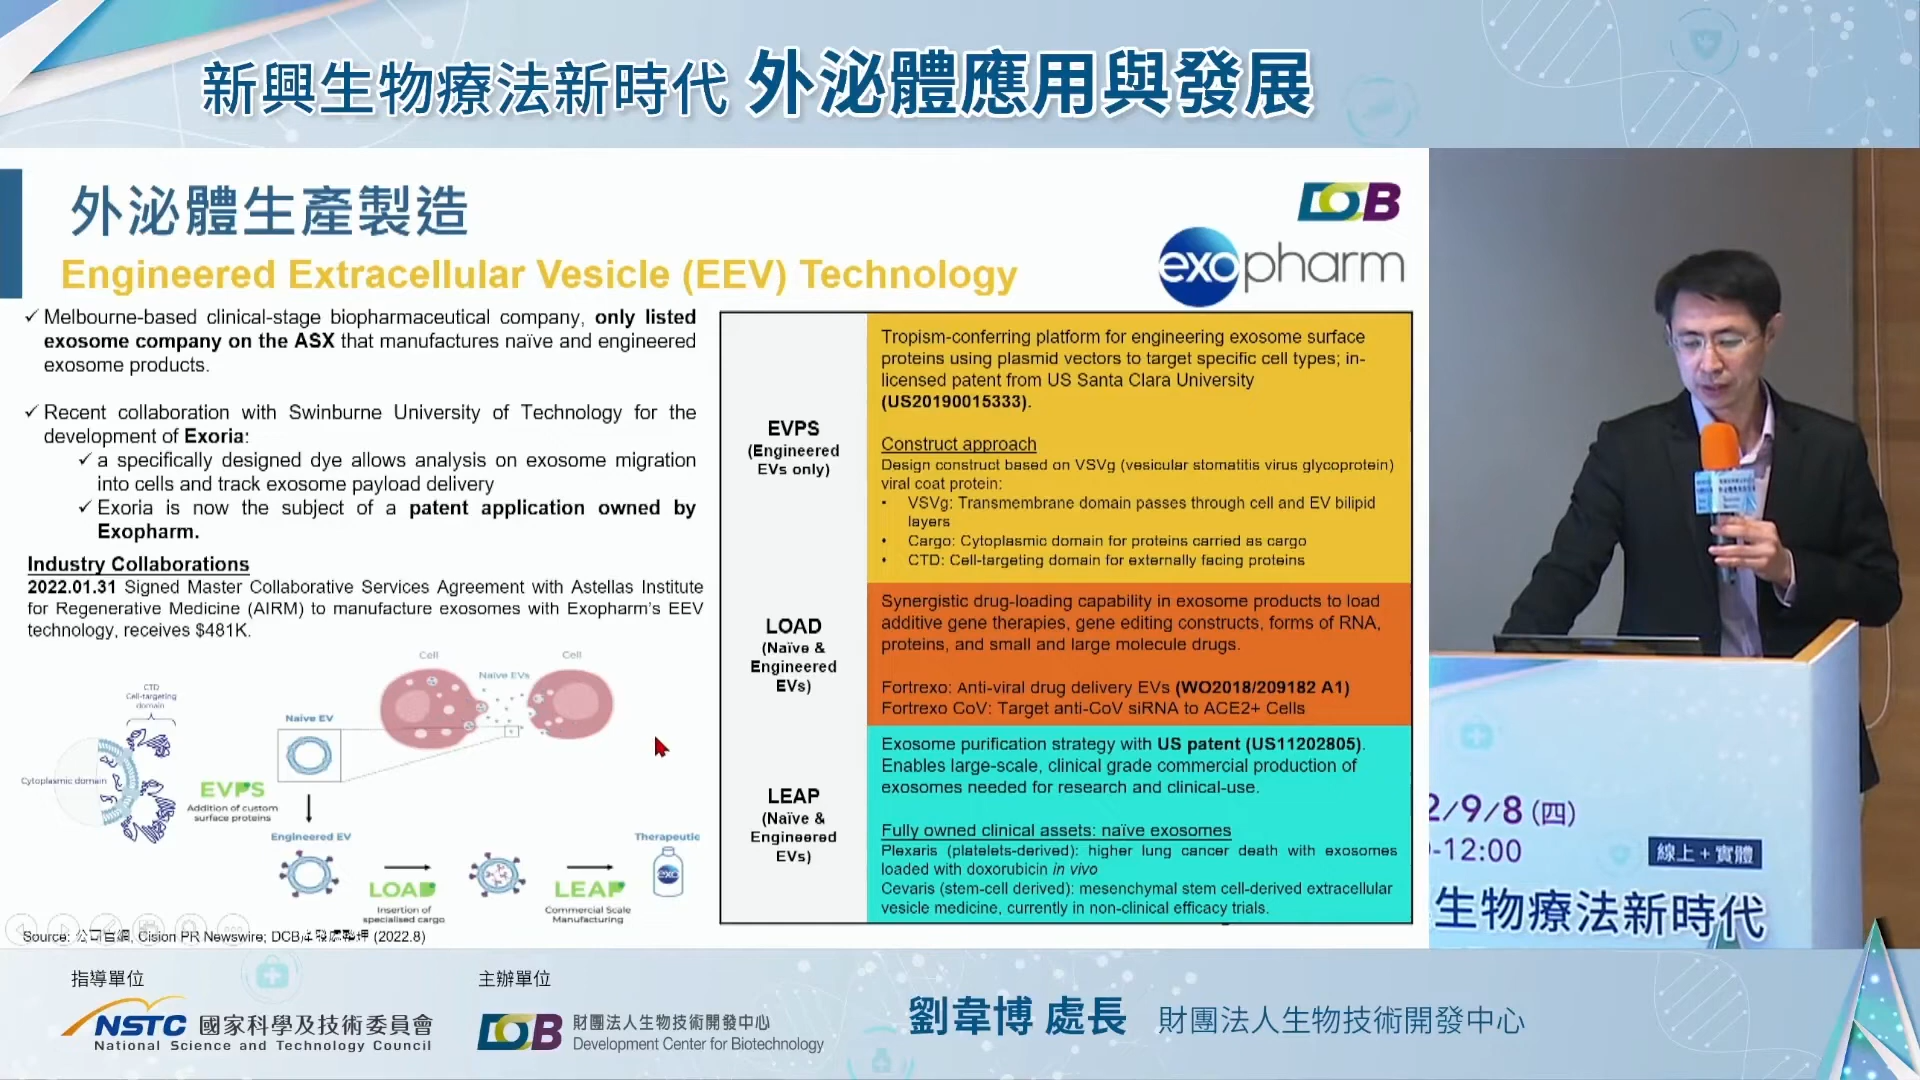 新興生物療法新時代 外泌體應用與發展
外泌體生產製造
DCB
exopharm
Engineered Extracellular Vesicle (EEV) Technology
✓ Melbourne-based clinical-stage biopharmaceutical company, only listed
exosome company on the ASX that manufactures naïve and engineered
exosome products.
✓ Recent collaboration with Swinburne University of Technology for the
development of Exoria:
✓ a specifically designed dye allows analysis on exosome migration
into cells and track exosome payload delivery
✓ Exoria is now the subject of a patent application owned by
Exopharm.
Industry Collaborations
2022.01.31 Signed Master Collaborative Services Agreement with Astellas Institute
for Regenerative Medicine (AIRM) to manufacture exosomes with Exopharm's EEV
technology, receives $481K.
Cell
Naive EVs
Cell
CTD
Cell-targeting
domain
Cytoplasmic domain
Naive EV
EVPS
Addition of custom
surface proteins
Engineered EV
LOAD
Insertion of
specialised cargo
LEAP
Commercial Scale
Manufacturing
Therapeutic
exo
EVPS
(Engineered
EVs only)
Tropism-conferring platform for engineering exosome surface
proteins using plasmid vectors to target specific cell types; in-
licensed patent from US Santa Clara University
(US20190015333).
Construct approach
Design construct based on VSVg (vesicular stomatitis virus glycoprotein)
viral coat protein:
• VSVg: Transmembrane domain passes through cell and EV bilipid
layers
• Cargo: Cytoplasmic domain for proteins carried as cargo
• CTD: Cell-targeting domain for externally facing proteins
LOAD
(Naïve &
Engineered
EVs)
Synergistic drug-loading capability in exosome products to load
additive gene therapies, gene editing constructs, forms of RNA,
proteins, and small and large molecule drugs.
Fortrexo: Anti-viral drug delivery EVs (WO2018/209182 A1)
Fortrexo CoV: Target anti-CoV siRNA to ACE2+ Cells
LEAP
(Naïve &
Engineered
EVs)
Exosome purification strategy with US patent (US11202805).
Enables large-scale, clinical grade commercial production of
exosomes needed for research and clinical-use.
Fully owned clinical assets: naïve exosomes
Plexaris (platelets-derived): higher lung cancer death with exosomes
loaded with doxorubicin in vivo
Cevaris (stem-cell derived): mesenchymal stem cell-derived extracellular
vesicle medicine, currently in non-clinical efficacy trials.
Source: 公司官網, Cision PR Newswire; DCB (2022.8)
2/9/8 (四)
-12:00
線上+實體
生物療法新時代
指導單位
NSTC 國家科學及技術委員會
National Science and Technology Council
主辦單位
DCB 財團法人生物技術開發中心
Development Center for Biotechnology
劉韋博 處長 財團法人生物技術開發中心